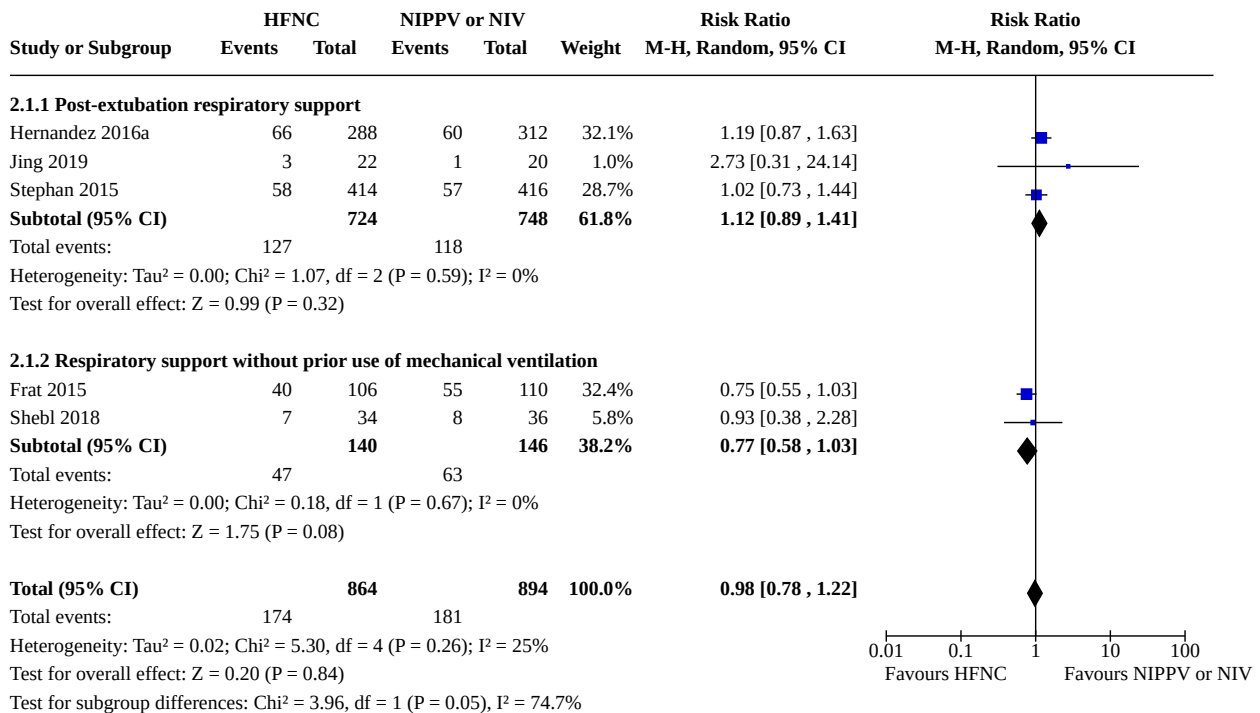 HFNC NIPPV or NIV Risk Ratio Risk Ratio
Study or Subgroup Events Total Events Total Weight M-H, Random, 95% CI M-H, Random, 95% CI
2.1.1 Post-extubation respiratory support
Hernandez 2016a 66 288 60 312 32.1% 1.19 [0.87 , 1.63]
Jing 2019 3 22 1 20 1.0% 2.73 [0.31 , 24.14]
Stephan 2015 58 414 57 416 28.7% 1.02 [0.73 , 1.44]
Subtotal (95% CI) 724 748 61.8% 1.12 [0.89 , 1.41]
Total events: 127 118
Heterogeneity: Tau² = 0.00; Chi² = 1.07, df = 2 (P = 0.59); I² = 0%
Test for overall effect: Z = 0.99 (P = 0.32)
2.1.2 Respiratory support without prior use of mechanical ventilation
Frat 2015 40 106 55 110 32.4% 0.75 [0.55 , 1.03]
Shebl 2018 7 34 8 36 5.8% 0.93 [0.38 , 2.28]
Subtotal (95% CI) 140 146 38.2% 0.77 [0.58 , 1.03]
Total events: 47 63
Heterogeneity: Tau² = 0.00; Chi² = 0.18, df = 1 (P = 0.67); I² = 0%
Test for overall effect: Z = 1.75 (P = 0.08)
Total (95% CI) 864 894 100.0% 0.98 [0.78 , 1.22]
Total events: 174 181
Heterogeneity: Tau² = 0.02; Chi² = 5.30, df = 4 (P = 0.26); I² = 25%
0.01 0.1 1 10 100
Test for overall effect: Z = 0.20 (P = 0.84) Favours HFNC Favours NIPPV or NIV
Test for subgroup differences: Chi² = 3.96, df = 1 (P = 0.05), I² = 74.7%